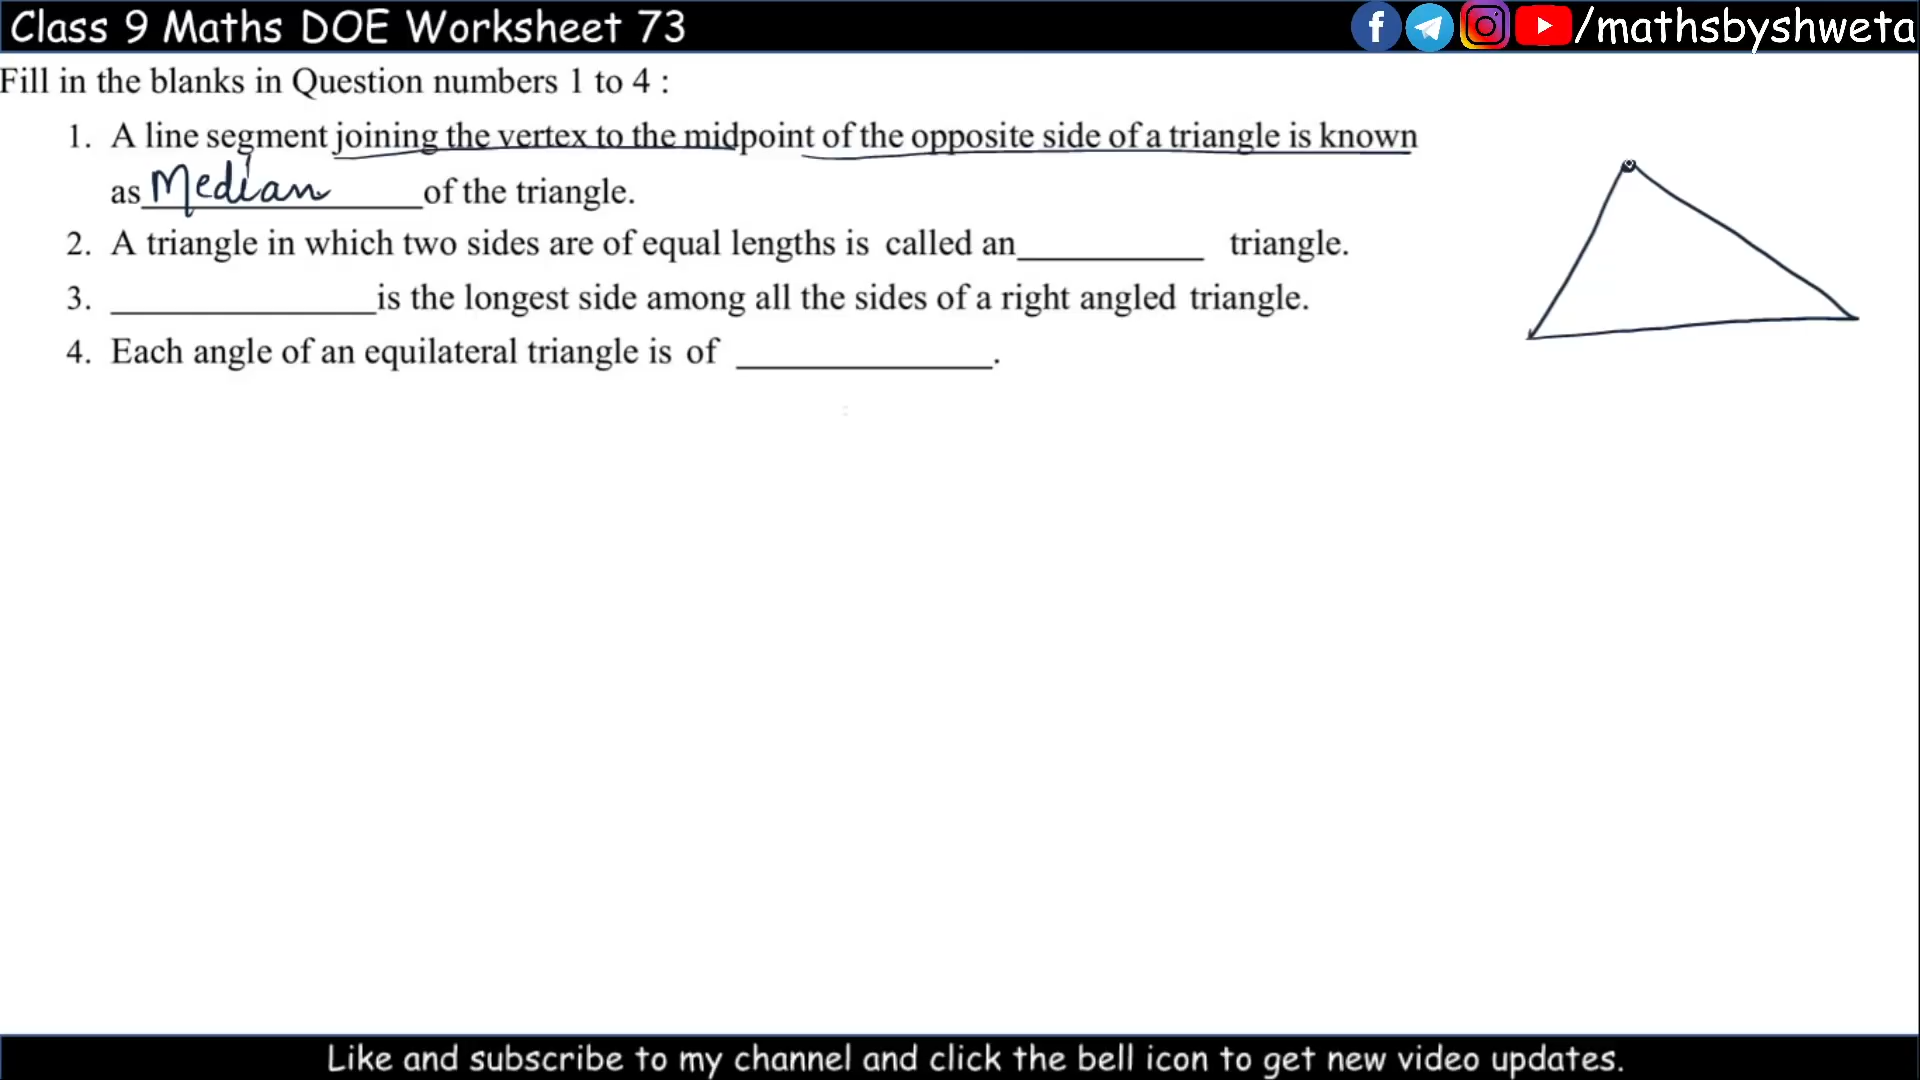 Class 9 Maths DOE Worksheet 73
/mathsbyshweta
Fill in the blanks in Question numbers 1 to 4 :
1. A line segment joining the vertex to the midpoint of the opposite side of a triangle is known
as Median of the triangle.
2. A triangle in which two sides are of equal lengths is called an__________ triangle.
3. ______________is the longest side among all the sides of a right angled triangle.
4. Each angle of an equilateral triangle is of ______________.
Like and subscribe to my channel and click the bell icon to get new video updates.